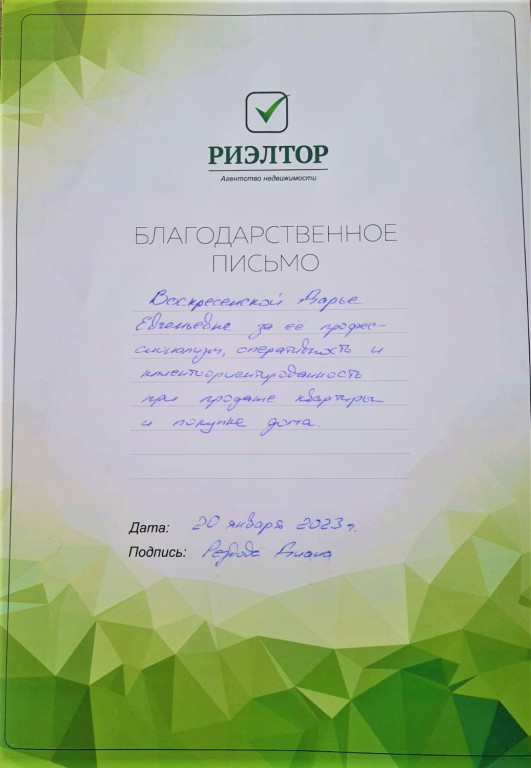 РИЭЛТОР
Агентство недвижимости
БЛАГОДАРСТВЕННОЕ
ПИСЬМО
Воскресенской Дарье
Евгеньевне за её профес-
сионализм, оперативность и
клиентоориентированность
при продаже квартиры
и покупке дома.
Дата: 20 января 2023 г.
Подпись: Диана